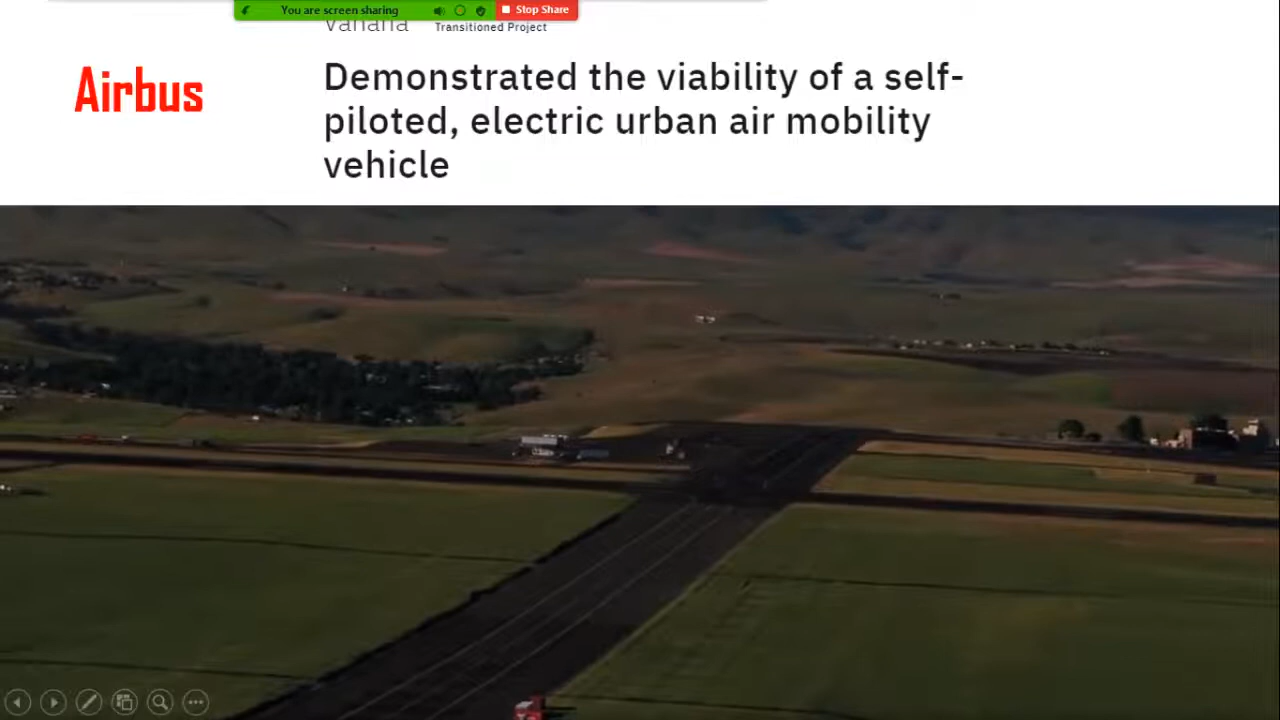 You are screen sharing
Stop Share
Vahana
Transitioned Project
Airbus
Demonstrated the viability of a self-
piloted, electric urban air mobility
vehicle